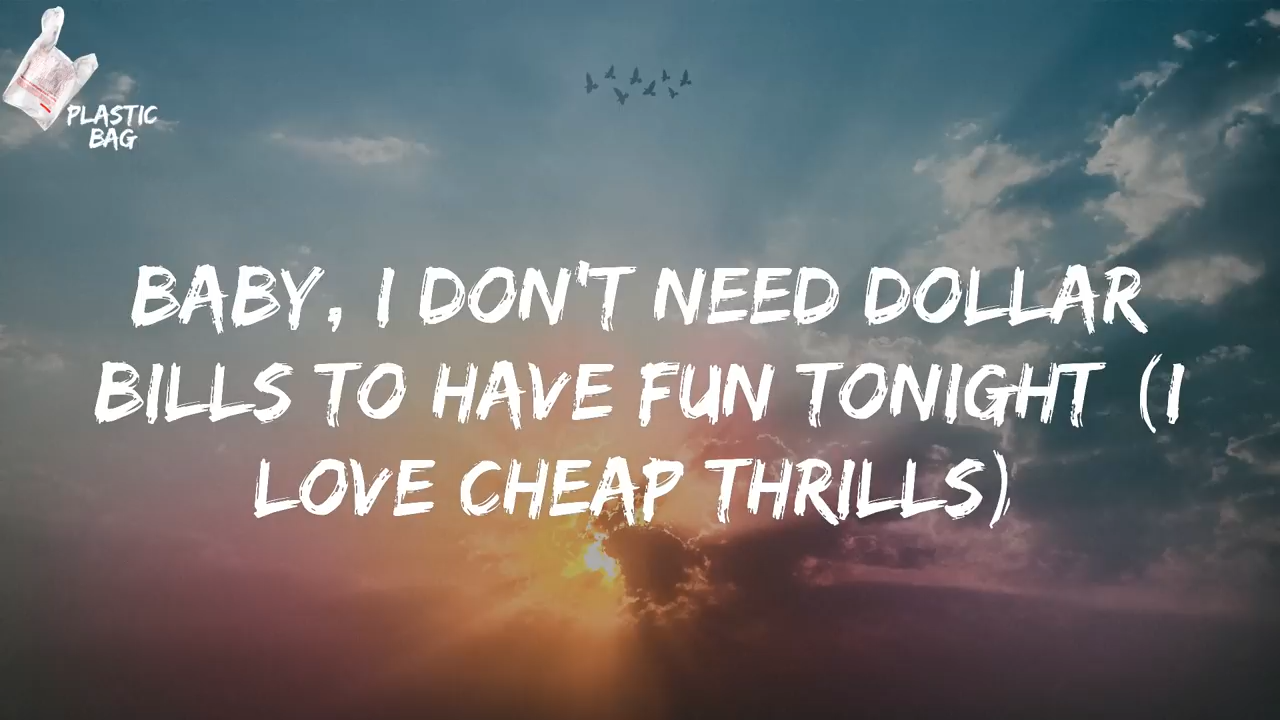 PLASTIC
BAG
BABY, I DON'T NEED DOLLAR
BILLS TO HAVE FUN TONIGHT (I
LOVE CHEAP THRILLS)